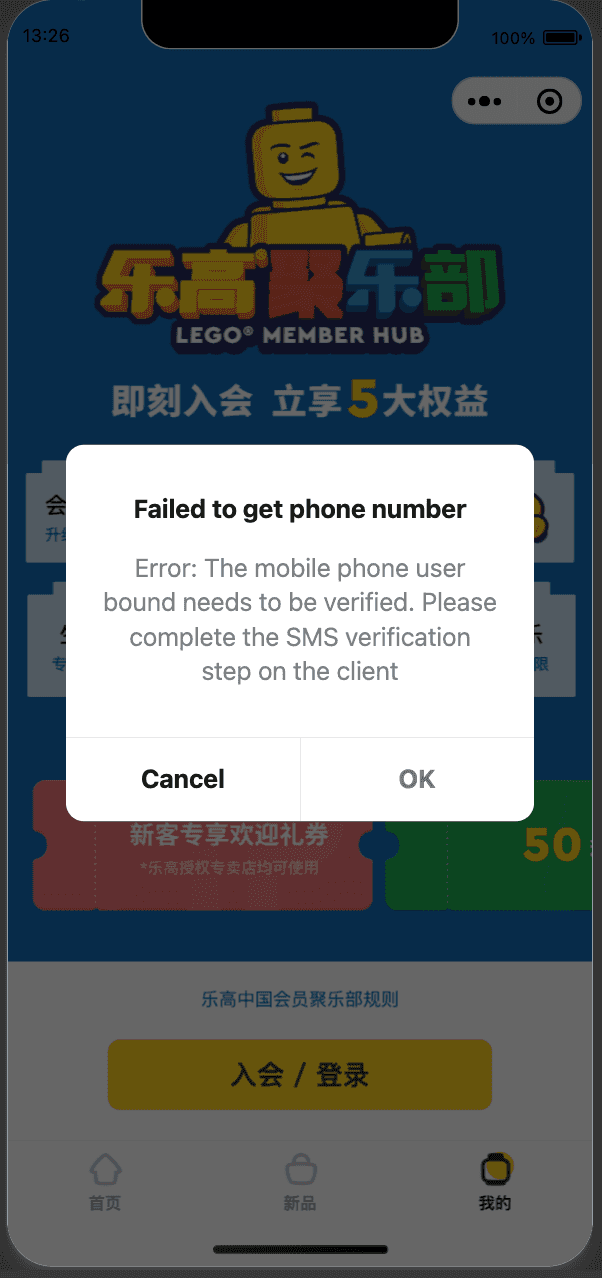 13:26
100%
乐高聚乐部
LEGO® MEMBER HUB
即刻入会 立享5大权益
会
升级
Failed to get phone number
Error: The mobile phone user
bound needs to be verified. Please
complete the SMS verification
step on the client
乐
专
限
Cancel
OK
新客专享欢迎礼券
*乐高授权专卖店均可使用
50
乐高中国会员聚乐部规则
入会 / 登录
首页
新品
我的